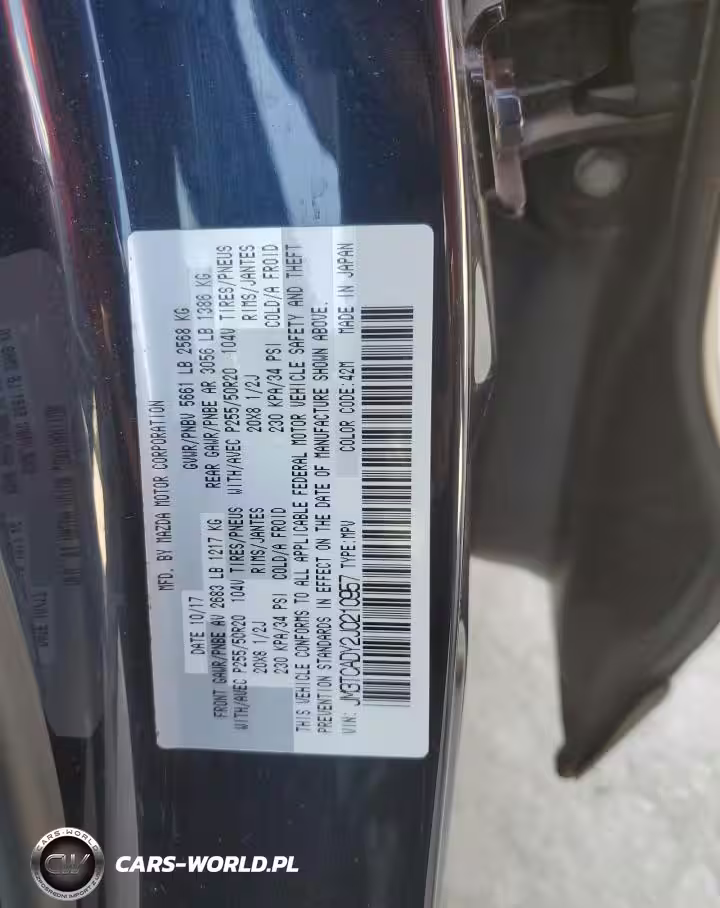 MFD. BY MAZDA MOTOR CORPORATION
DATE 10/17 GVWR/PNBV 5661 LB 2568 KG
FRONT GAWR/PNBE AV 2683 LB 1217 KG REAR GAWR/PNBE AR 3056 LB 1386 KG
WITH/AVEC P255/50R20 104V TIRES/PNEUS WITH/AVEC P255/50R20 104V TIRES/PNEUS
20X8 1/2J RIMS/JANTES 20X8 1/2J RIMS/JANTES
230 KPA/34 PSI COLD/A FROID 230 KPA/34 PSI COLD/A FROID
THIS VEHICLE CONFORMS TO ALL APPLICABLE FEDERAL MOTOR VEHICLE SAFETY AND THEFT
PREVENTION STANDARDS IN EFFECT ON THE DATE OF MANUFACTURE SHOWN ABOVE.
VIN: JM3TCADY2J0210957 TYPE:MPV COLOR CODE:42M MADE IN JAPAN
CARS-WORLD
CW
CARS-WORLD.PL